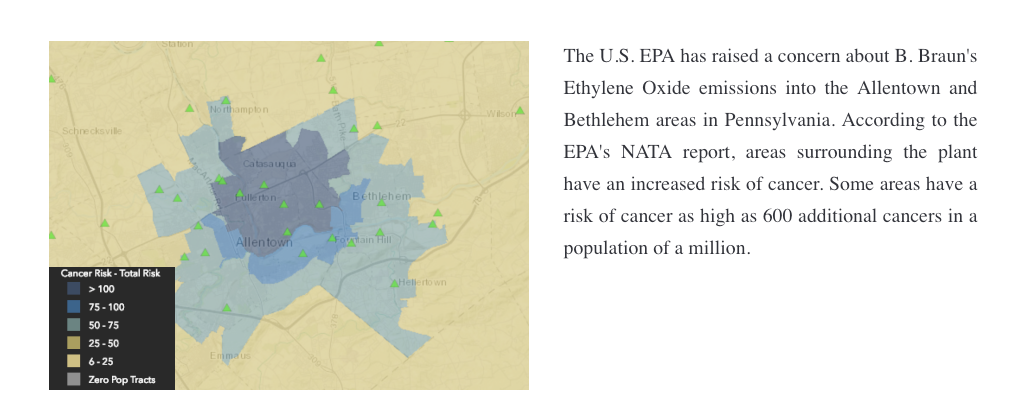 Station
Northampton
Schnecksville
Wilson
22
Catasauqua
Fullerton
Bethlehem
Allentown
Fountain Hill
Hellertown
Emmaus
Cancer Risk - Total Risk
> 100
75 - 100
50 - 75
25 - 50
6 - 25
Zero Pop Tracts
The U.S. EPA has raised a concern about B. Braun's
Ethylene Oxide emissions into the Allentown and
Bethlehem areas in Pennsylvania. According to the
EPA's NATA report, areas surrounding the plant
have an increased risk of cancer. Some areas have a
risk of cancer as high as 600 additional cancers in a
population of a million.